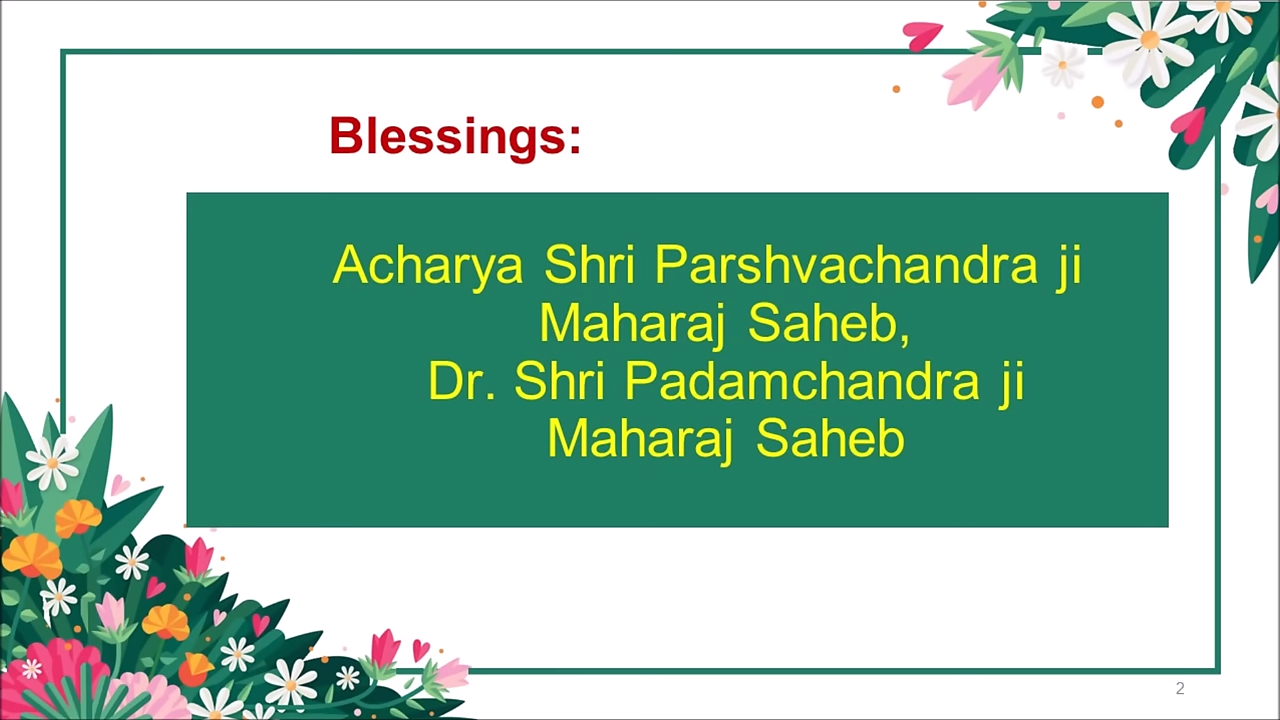 Blessings:
Acharya Shri Parshvachandra ji
Maharaj Saheb,
Dr. Shri Padamchandra ji
Maharaj Saheb
2